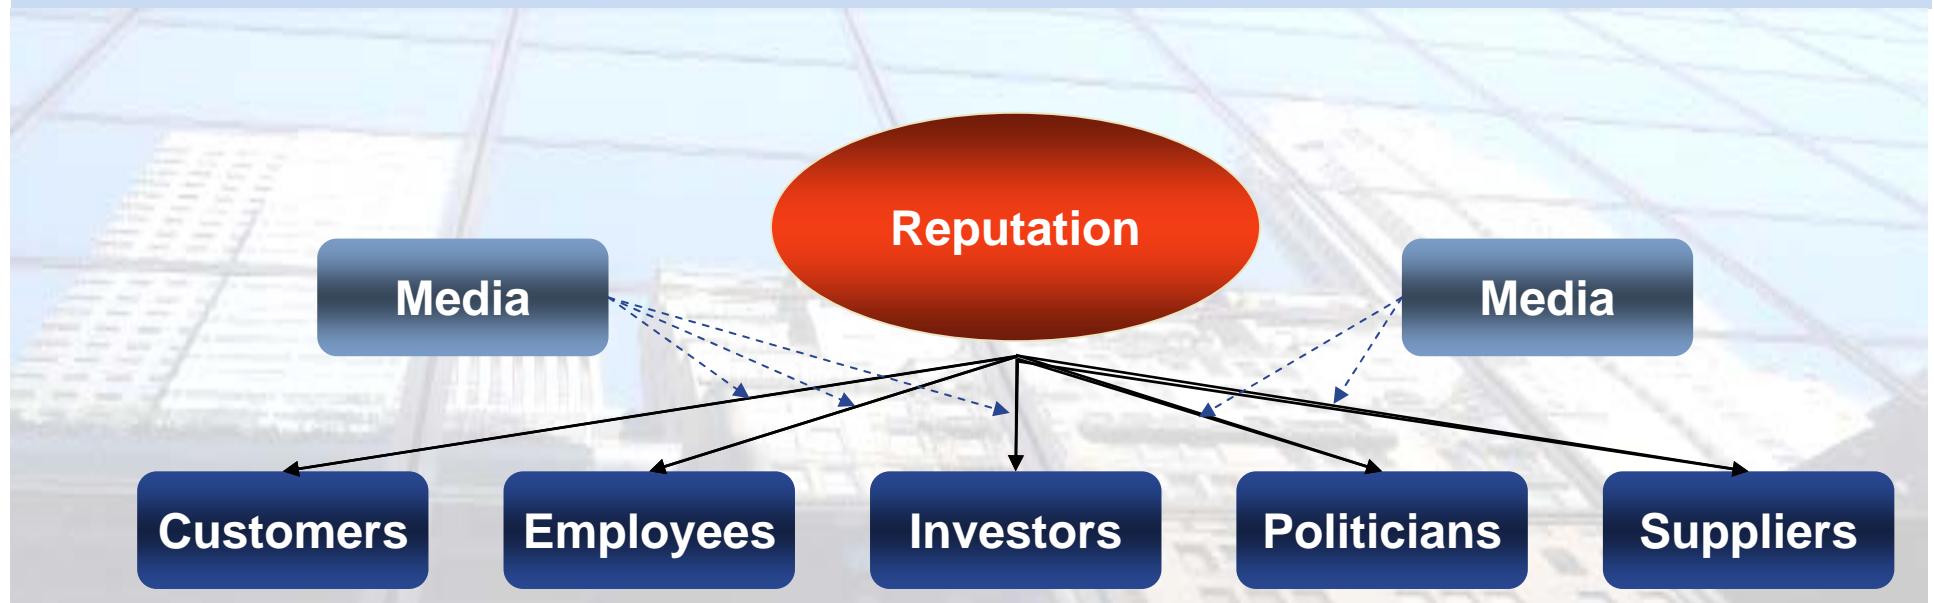 Reputation
Media
Media
Customers
Employees
Investors
Politicians
Suppliers